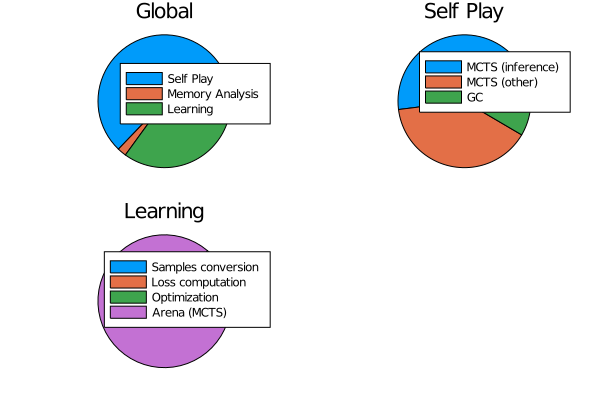 Global
Self Play
Memory Analysis
Learning
Self Play
MCTS (inference)
MCTS (other)
GC
Learning
Samples conversion
Loss computation
Optimization
Arena (MCTS)